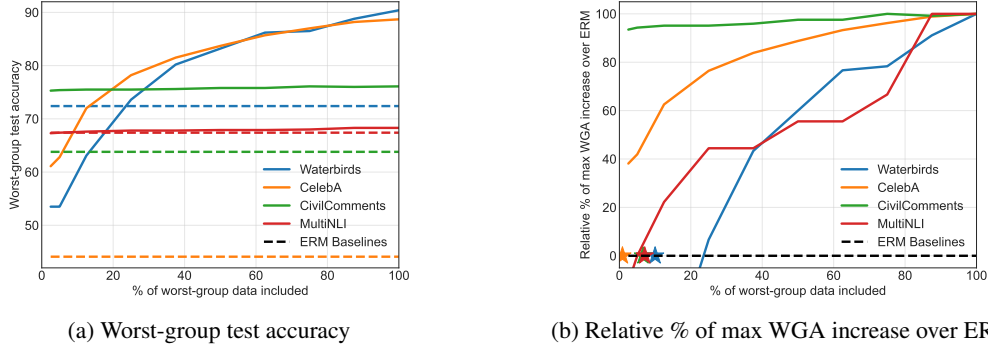 Worst-group test accuracy
90
80
70
60
50
0
20
40
60
80
100
% of worst-group data included
Waterbirds
CelebA
CivilComments
MultiNLI
ERM Baselines
(a) Worst-group test accuracy
Relative % of max WGA increase over ERM
100
80
60
40
20
0
0
20
40
60
80
100
% of worst-group data included
Waterbirds
CelebA
CivilComments
MultiNLI
ERM Baselines
(b) Relative % of max WGA increase over ER